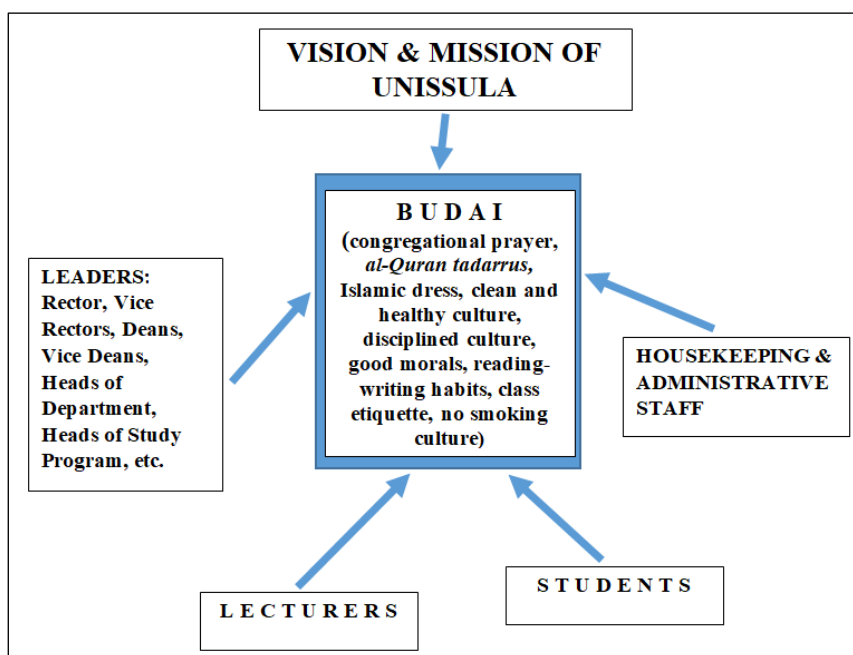 VISION & MISSION OF
UNISSULA
B U D A I
(congregational prayer,
al-Quran tadarrus,
Islamic dress, clean and
healthy culture,
disciplined culture,
good morals, reading-
writing habits, class
etiquette, no smoking
culture)
LEADERS:
Rector, Vice
Rectors, Deans,
Vice Deans,
Heads of
Department,
Heads of Study
Program, etc.
HOUSEKEEPING &
ADMINISTRATIVE
STAFF
L E C T U R E R S
S T U D E N T S